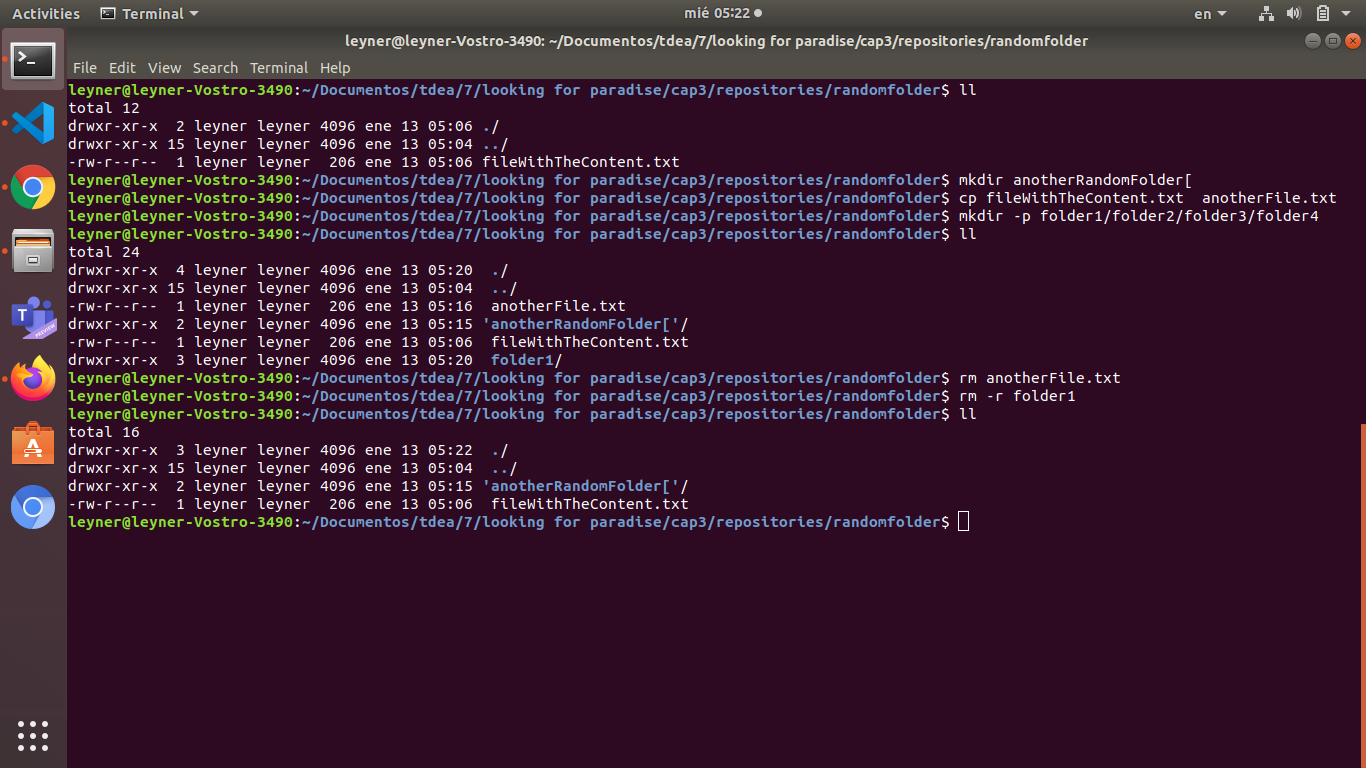 Activities Terminal mié 05:22 en
leyner@leyner-Vostro-3490: ~/Documentos/tdea/7/looking for paradise/cap3/repositories/randomfolder
File Edit View Search Terminal Help
leyner@leyner-Vostro-3490:~/Documentos/tdea/7/looking for paradise/cap3/repositories/randomfolder$ ll
total 12
drwxr-xr-x  2 leyner leyner 4096 ene 13 05:06 ./
drwxr-xr-x 15 leyner leyner 4096 ene 13 05:04 ../
-rw-r--r--  1 leyner leyner  206 ene 13 05:06 fileWithTheContent.txt
leyner@leyner-Vostro-3490:~/Documentos/tdea/7/looking for paradise/cap3/repositories/randomfolder$ mkdir anotherRandomFolder[
leyner@leyner-Vostro-3490:~/Documentos/tdea/7/looking for paradise/cap3/repositories/randomfolder$ cp fileWithTheContent.txt  anotherFile.txt
leyner@leyner-Vostro-3490:~/Documentos/tdea/7/looking for paradise/cap3/repositories/randomfolder$ mkdir -p folder1/folder2/folder3/folder4
leyner@leyner-Vostro-3490:~/Documentos/tdea/7/looking for paradise/cap3/repositories/randomfolder$ ll
total 24
drwxr-xr-x  4 leyner leyner 4096 ene 13 05:20  ./
drwxr-xr-x 15 leyner leyner 4096 ene 13 05:04  ../
-rw-r--r--  1 leyner leyner  206 ene 13 05:16  anotherFile.txt
drwxr-xr-x  2 leyner leyner 4096 ene 13 05:15 'anotherRandomFolder['/
-rw-r--r--  1 leyner leyner  206 ene 13 05:06  fileWithTheContent.txt
drwxr-xr-x  3 leyner leyner 4096 ene 13 05:20  folder1/
leyner@leyner-Vostro-3490:~/Documentos/tdea/7/looking for paradise/cap3/repositories/randomfolder$ rm anotherFile.txt
leyner@leyner-Vostro-3490:~/Documentos/tdea/7/looking for paradise/cap3/repositories/randomfolder$ rm -r folder1
leyner@leyner-Vostro-3490:~/Documentos/tdea/7/looking for paradise/cap3/repositories/randomfolder$ ll
total 16
drwxr-xr-x  3 leyner leyner 4096 ene 13 05:22  ./
drwxr-xr-x 15 leyner leyner 4096 ene 13 05:04  ../
drwxr-xr-x  2 leyner leyner 4096 ene 13 05:15 'anotherRandomFolder['/
-rw-r--r--  1 leyner leyner  206 ene 13 05:06  fileWithTheContent.txt
leyner@leyner-Vostro-3490:~/Documentos/tdea/7/looking for paradise/cap3/repositories/randomfolder$
T
PREVIEW
A